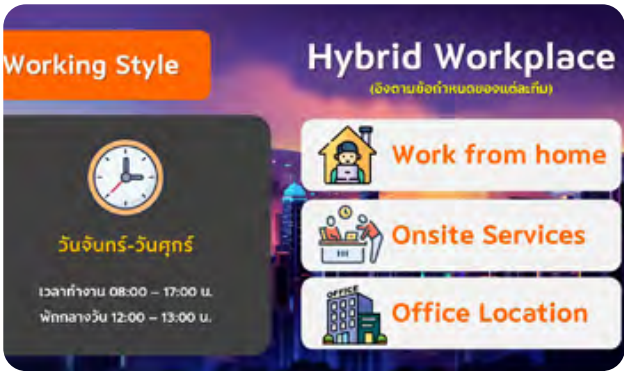 Working Style
วันจันทร์-วันศุกร์
เวลาทำงาน 08:00 – 17:00 น.
พักกลางวัน 12:00 – 13:00 น.
Hybrid Workplace
(อิงตามข้อกำหนดของแต่ละทีม)
Work from home
Onsite Services
OFFICE
Office Location